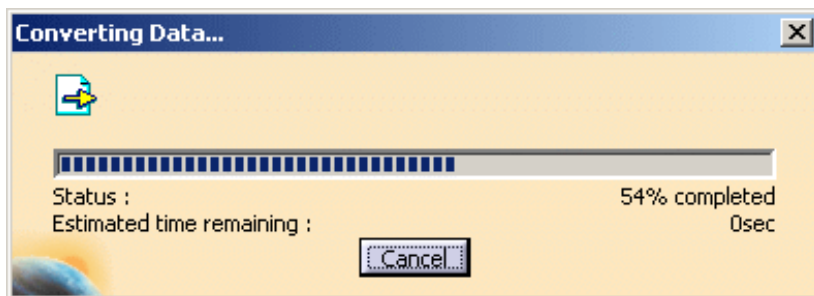 Converting Data...
Status : 54% completed
Estimated time remaining : 0sec
Cancel